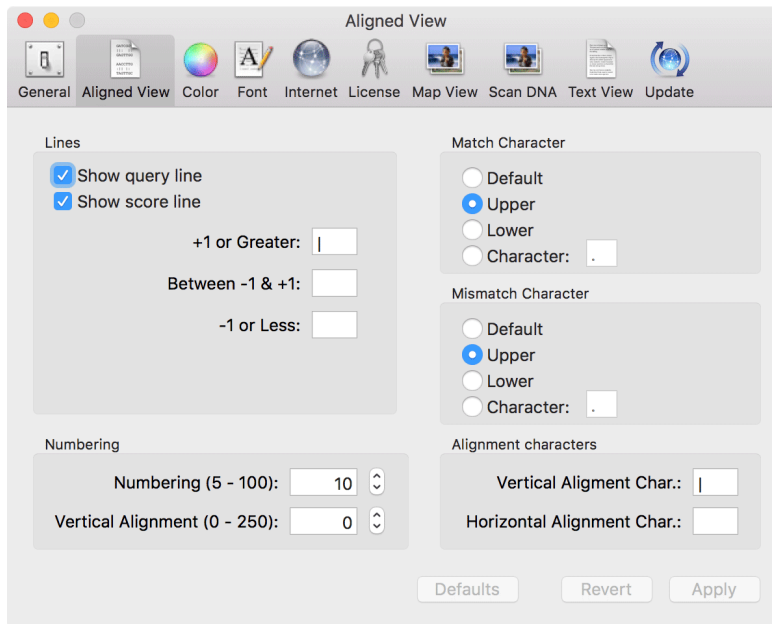 Aligned View
General Aligned View Color Font Internet License Map View Scan DNA Text View Update
Lines
Show query line
Show score line
+1 or Greater: |
Between -1 & +1:
-1 or Less:
Match Character
Default
Upper
Lower
Character: .
Mismatch Character
Default
Upper
Lower
Character: .
Numbering
Numbering (5 - 100): 10
Vertical Alignment (0 - 250): 0
Alignment characters
Vertical Aligment Char.: |
Horizontal Alignment Char.:
Defaults Revert Apply